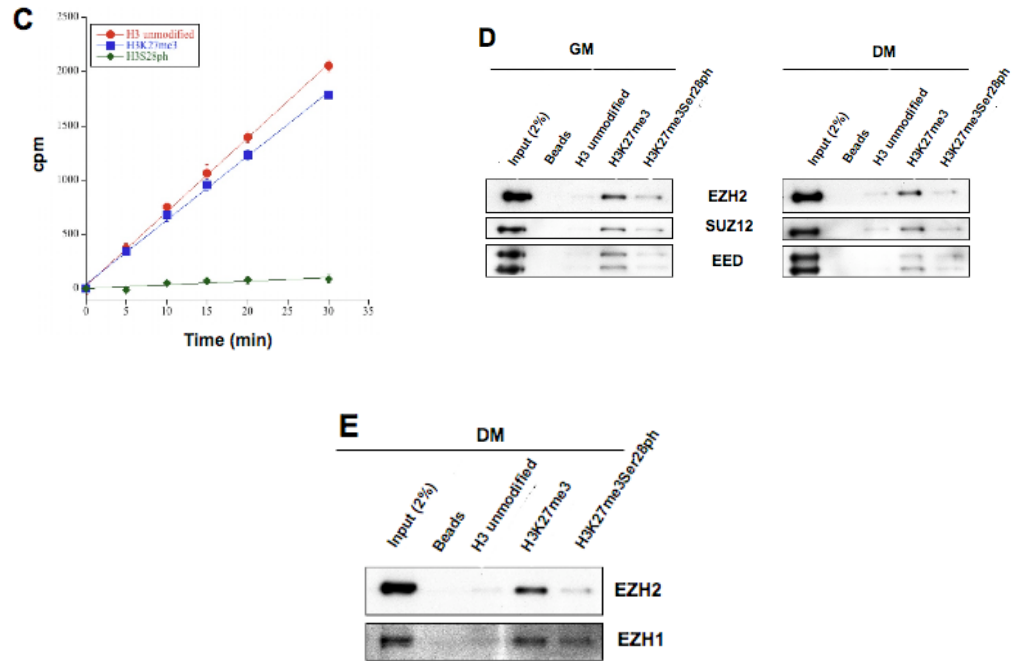 C
2500
2000
1500
1000
500
0
cpm
H3 unmodified
H3K27me3
H3S28ph
0 5 10 15 20 25 30 35
Time (min)
D
GM
DM
Input (2%)
Beads
H3 unmodified
H3K27me3
H3K27me3Ser28ph
Input (2%)
Beads
H3 unmodified
H3K27me3
H3K27me3Ser28ph
EZH2
SUZ12
EED
E
DM
Input (2%)
Beads
H3 unmodified
H3K27me3
H3K27me3Ser28ph
EZH2
EZH1